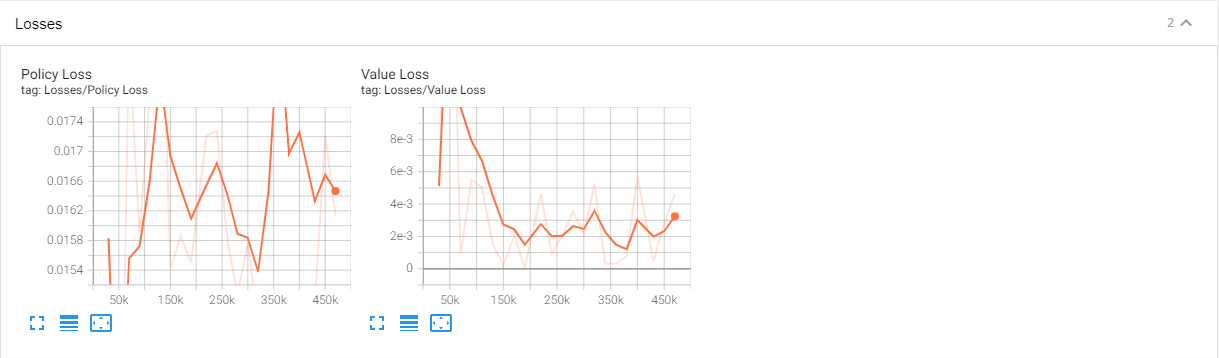 Losses 2
Policy Loss
tag: Losses/Policy Loss
0.0174
0.017
0.0166
0.0162
0.0158
0.0154
50k 150k 250k 350k 450k
Value Loss
tag: Losses/Value Loss
8e-3
6e-3
4e-3
2e-3
0
50k 150k 250k 350k 450k